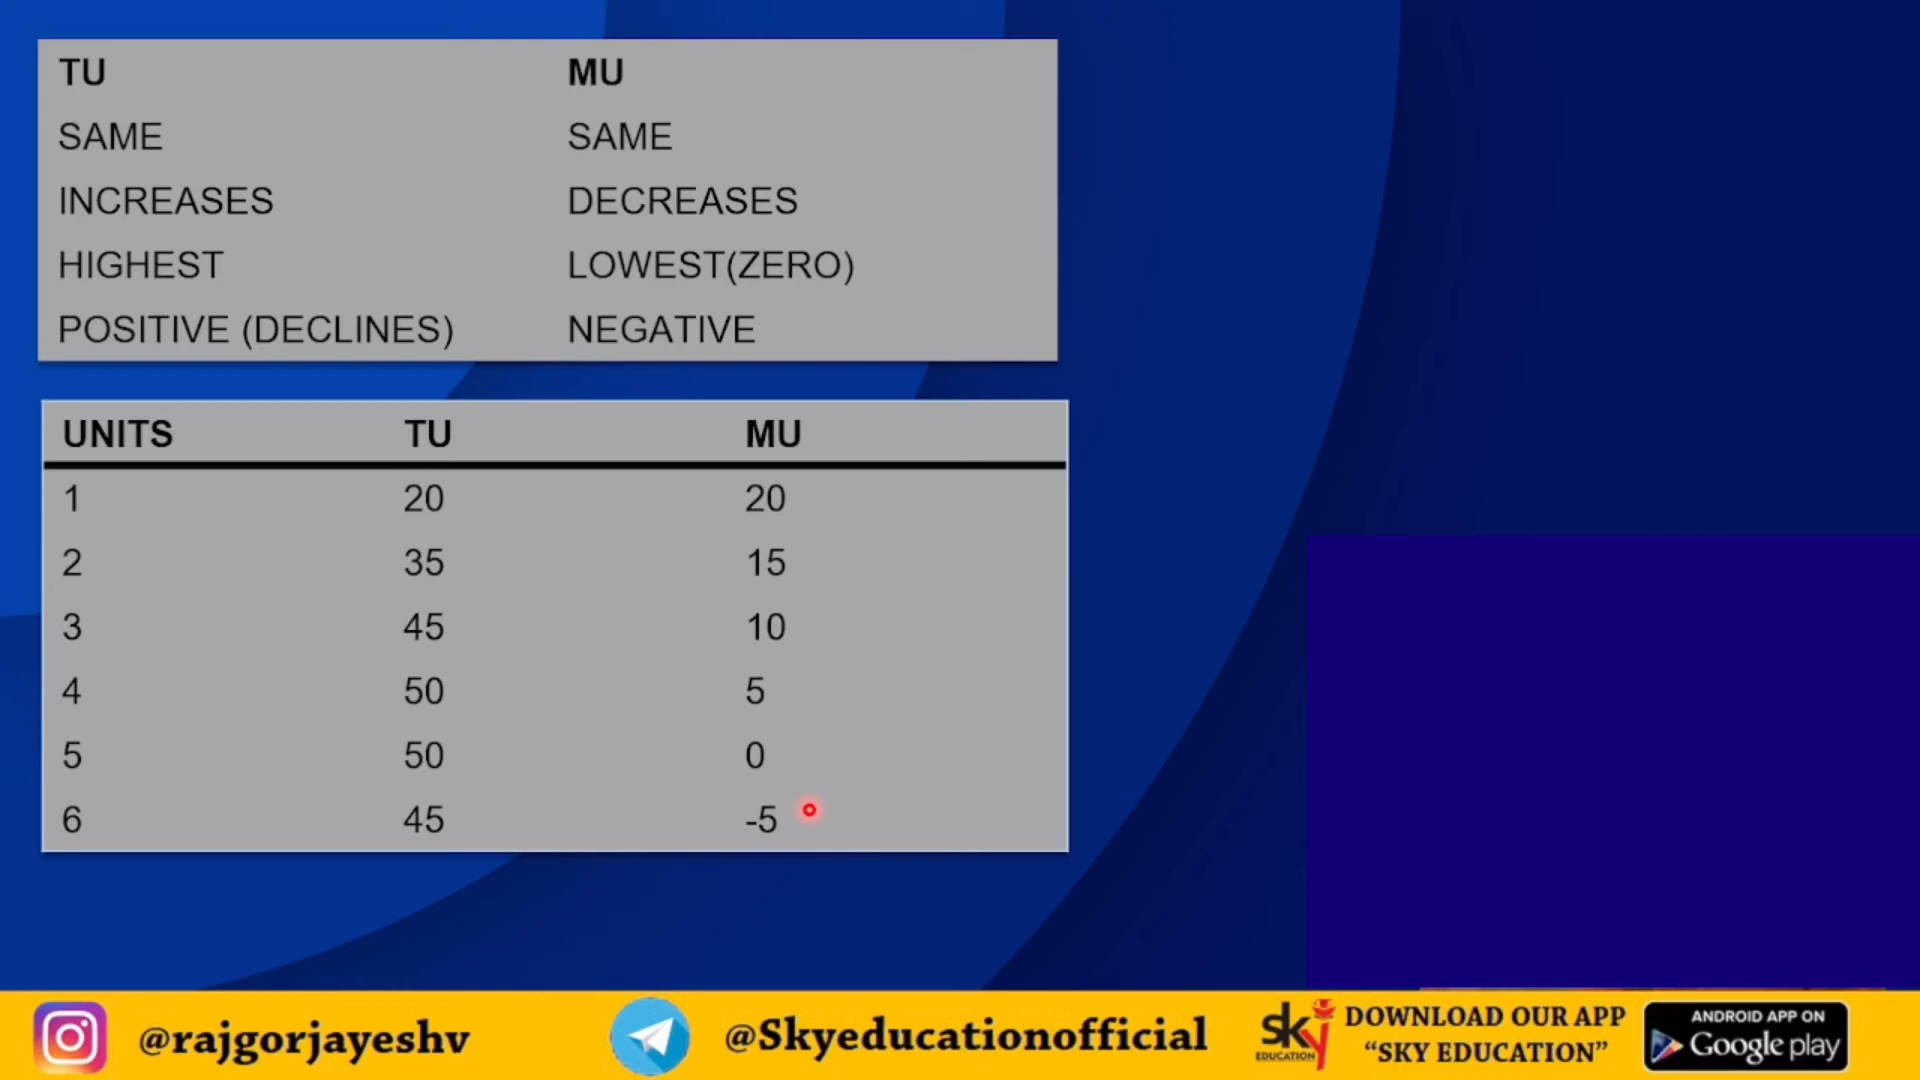 TU MU
SAME SAME
INCREASES DECREASES
HIGHEST LOWEST(ZERO)
POSITIVE (DECLINES) NEGATIVE
UNITS TU MU
1 20 20
2 35 15
3 45 10
4 50 5
5 50 0
6 45 -5
@rajgorjayeshv
@Skyeducationofficial
sky
EDUCATION
DOWNLOAD OUR APP
“SKY EDUCATION”
ANDROID APP ON
Google play